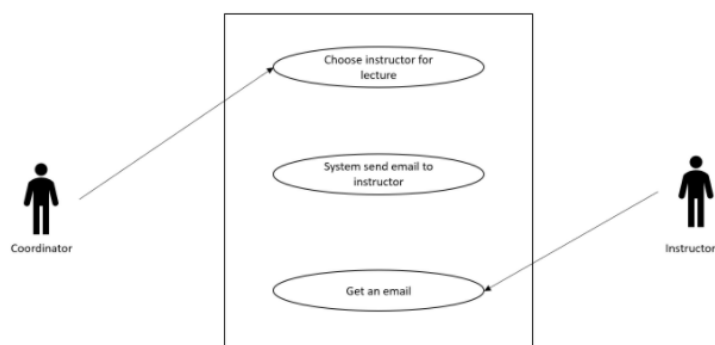 Choose instructor for
lecture
System send email to
instructor
Coordinator
Instructor
Get an email